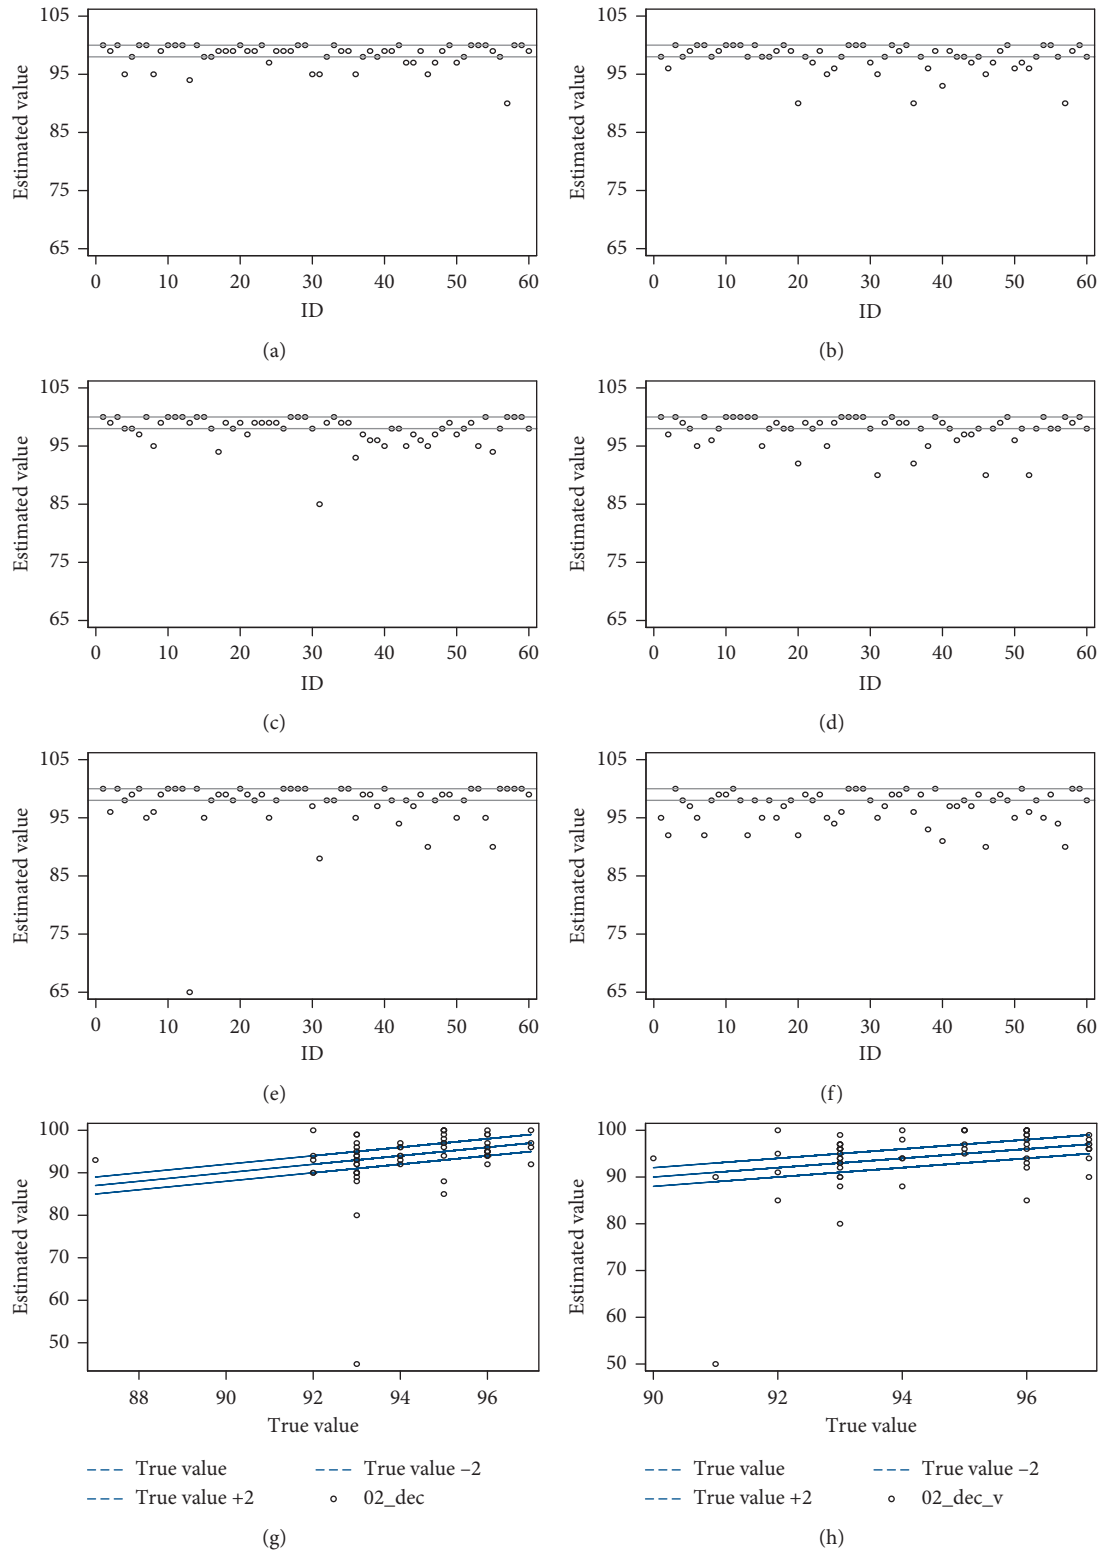 105
95
85
75
65
Estimated value
0 10 20 30 40 50 60
ID
(a)
105
95
85
75
65
Estimated value
0 10 20 30 40 50 60
ID
(b)
105
95
85
75
65
Estimated value
0 10 20 30 40 50 60
ID
(c)
105
95
85
75
65
Estimated value
0 10 20 30 40 50 60
ID
(d)
105
95
85
75
65
Estimated value
0 10 20 30 40 50 60
ID
(e)
105
95
85
75
65
Estimated value
0 10 20 30 40 50 60
ID
(f)
100
90
80
70
60
50
Estimated value
88 90 92 94 96
True value
True value
True value –2
True value +2
02_dec
(g)
100
90
80
70
60
50
Estimated value
90 92 94 96
True value
True value
True value –2
True value +2
02_dec_v
(h)